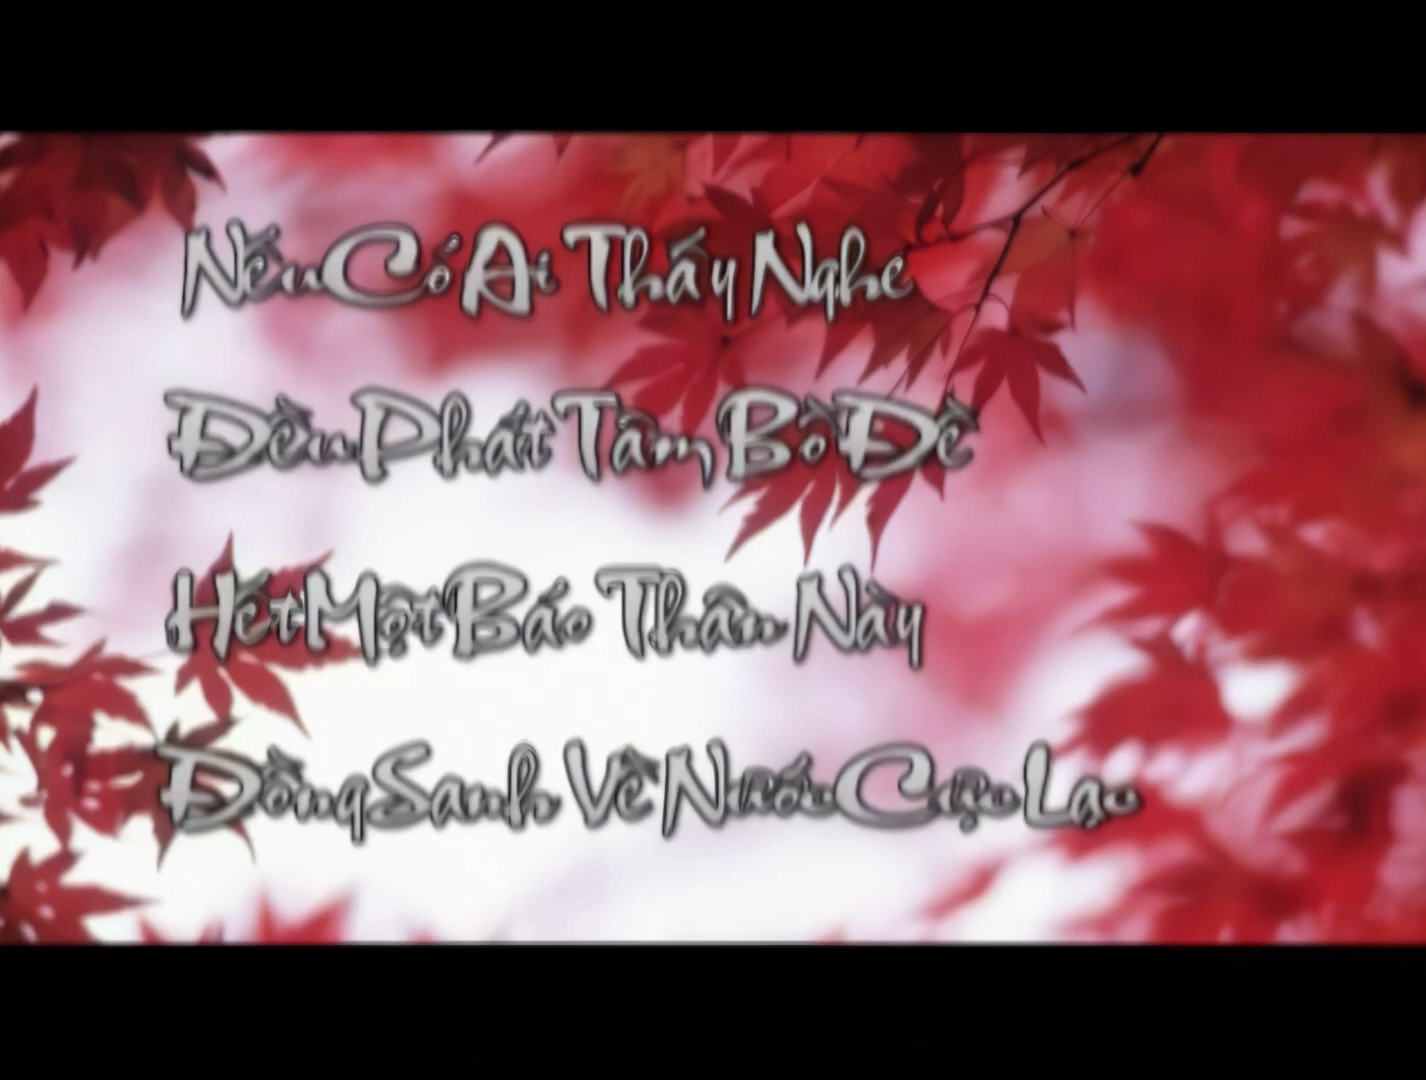 Nếu Có Ai Thấy Nghe
Đều Phát Tâm Bồ Đề
Hết Một Báo Thân Này
Đồng Sanh Về Nước Cực Lạc